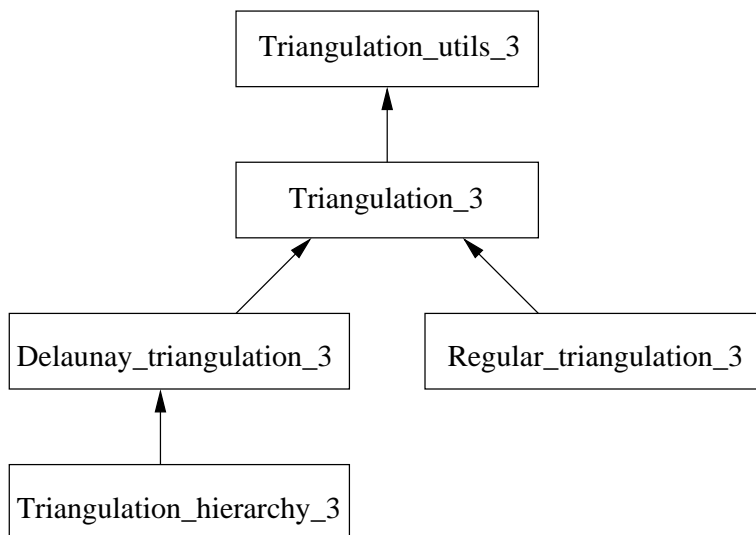 Triangulation_utils_3
Triangulation_3
Delaunay_triangulation_3
Regular_triangulation_3
Triangulation_hierarchy_3